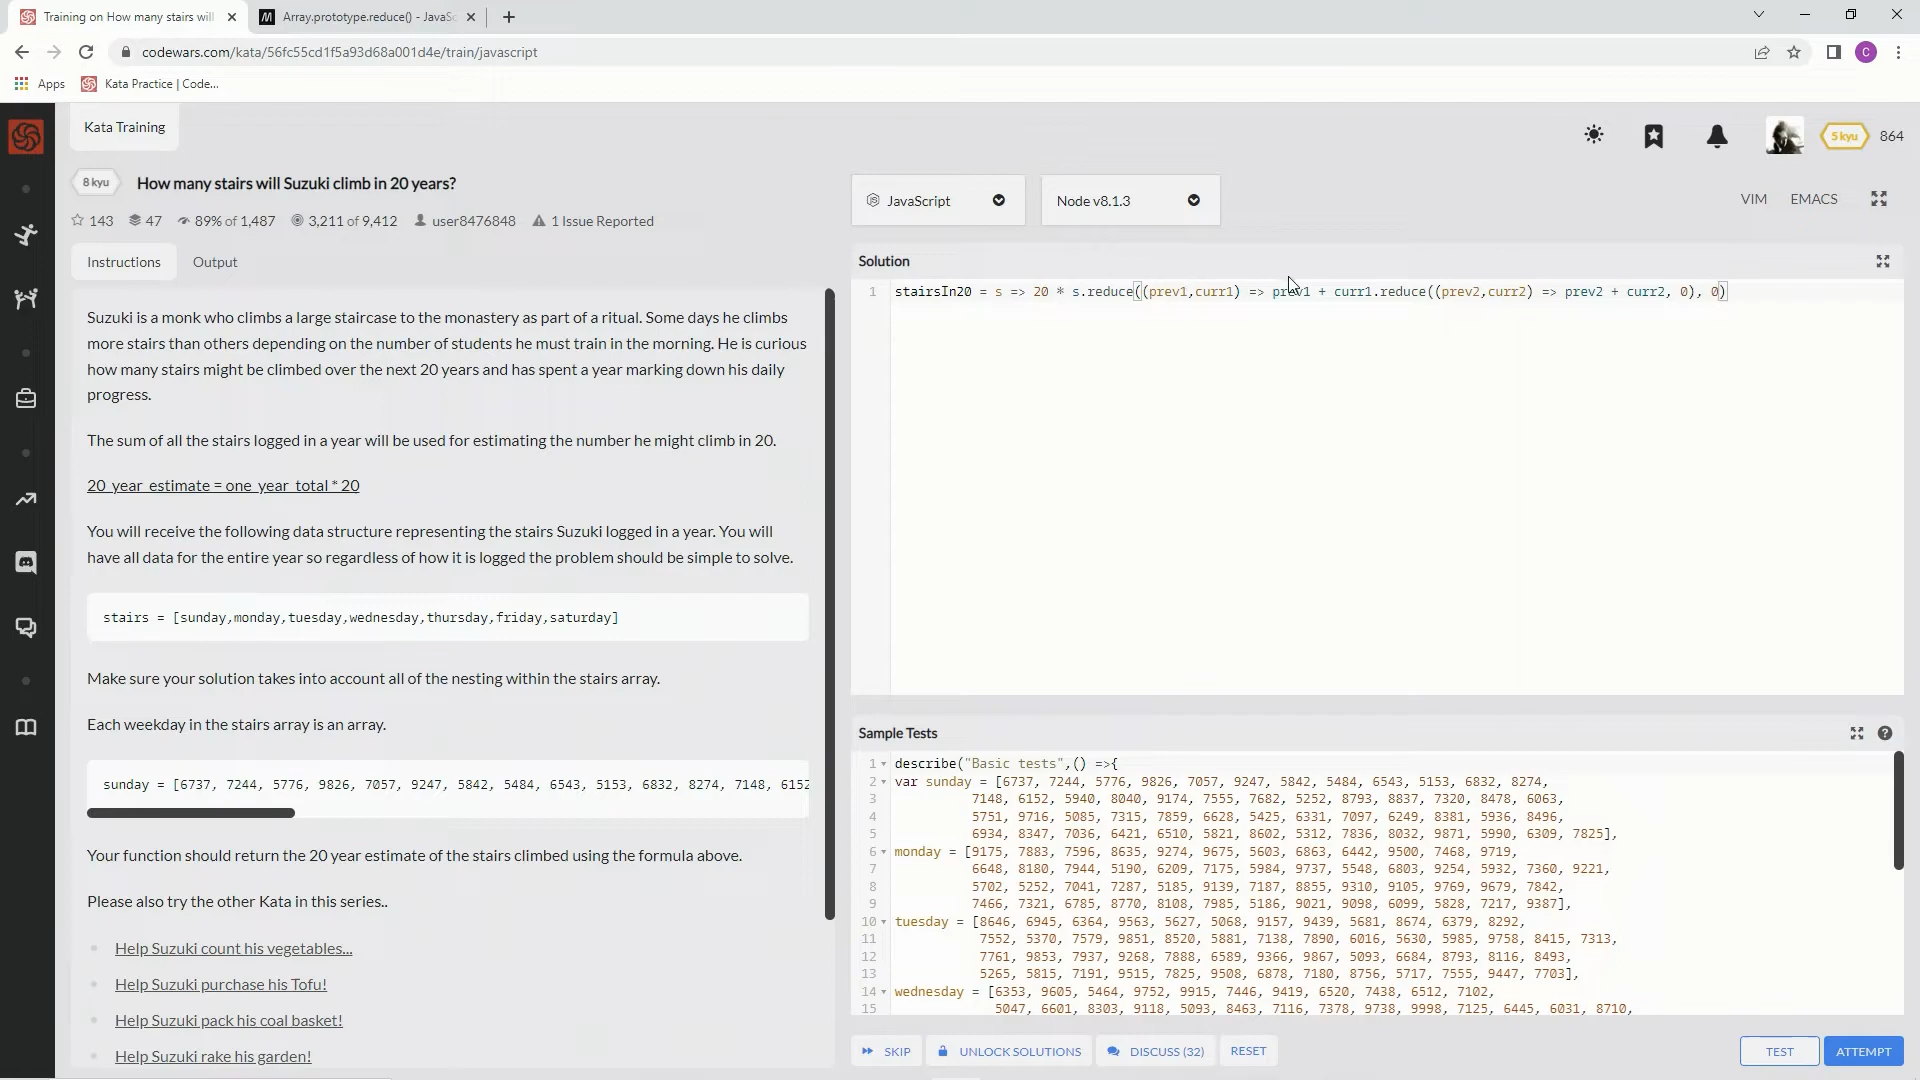 Training on How many stairs will
Array.prototype.reduce() - JavaSc
codewars.com/kata/56fc55cd1f5a93d68a001d4e/train/javascript
C
Apps
Kata Practice | Code...
Kata Training
5 kyu
864
8 kyu
How many stairs will Suzuki climb in 20 years?
143
47
89% of 1,487
3,211 of 9,412
user8476848
1 Issue Reported
JavaScript
Node v8.1.3
VIM
EMACS
Instructions
Output
Suzuki is a monk who climbs a large staircase to the monastery as part of a ritual. Some days he climbs
more stairs than others depending on the number of students he must train in the morning. He is curious
how many stairs might be climbed over the next 20 years and has spent a year marking down his daily
progress.
The sum of all the stairs logged in a year will be used for estimating the number he might climb in 20.
20_year_estimate = one_year_total * 20
You will receive the following data structure representing the stairs Suzuki logged in a year. You will
have all data for the entire year so regardless of how it is logged the problem should be simple to solve.
stairs = [sunday,monday,tuesday,wednesday,thursday,friday,saturday]
Make sure your solution takes into account all of the nesting within the stairs array.
Each weekday in the stairs array is an array.
sunday = [6737, 7244, 5776, 9826, 7057, 9247, 5842, 5484, 6543, 5153, 6832, 8274, 7148, 6152
Your function should return the 20 year estimate of the stairs climbed using the formula above.
Please also try the other Kata in this series..
Help Suzuki count his vegetables...
Help Suzuki purchase his Tofu!
Help Suzuki pack his coal basket!
Help Suzuki rake his garden!
Solution
1 stairsIn20 = s => 20 * s.reduce((prev1,curr1) => prev1 + curr1.reduce((prev2,curr2) => prev2 + curr2, 0), 0)
Sample Tests
1 describe("Basic tests",() =>{
2 var sunday = [6737, 7244, 5776, 9826, 7057, 9247, 5842, 5484, 6543, 5153, 6832, 8274,
3 7148, 6152, 5940, 8040, 9174, 7555, 7682, 5252, 8793, 8837, 7320, 8478, 6063,
4 5751, 9716, 5085, 7315, 7859, 6628, 5425, 6331, 7097, 6249, 8381, 5936, 8496,
5 6934, 8347, 7036, 6421, 6510, 5821, 8602, 5312, 7836, 8032, 9871, 5990, 6309, 7825],
6 monday = [9175, 7883, 7596, 8635, 9274, 9675, 5603, 6863, 6442, 9500, 7468, 9719,
7 6648, 8180, 7944, 5190, 6209, 7175, 5984, 9737, 5548, 6803, 9254, 5932, 7360, 9221,
8 5702, 5252, 7041, 7287, 5185, 9139, 7187, 8855, 9310, 9105, 9769, 9679, 7842,
9 7466, 7321, 6785, 8770, 8108, 7985, 5186, 9021, 9098, 6099, 5828, 7217, 9387],
10 tuesday = [8646, 6945, 6364, 9563, 5627, 5068, 9157, 9439, 5681, 8674, 6379, 8292,
11 7552, 5370, 7579, 9851, 8520, 5881, 7138, 7890, 6016, 5630, 5985, 9758, 8415, 7313,
12 7761, 9853, 7937, 9268, 7888, 6589, 9366, 9867, 5093, 6684, 8793, 8116, 8493,
13 5265, 5815, 7191, 9515, 7825, 9508, 6878, 7180, 8756, 5717, 7555, 9447, 7703],
14 wednesday = [6353, 9605, 5464, 9752, 9915, 7446, 9419, 6520, 7438, 6512, 7102,
15 5047, 6601, 8303, 9118, 5093, 8463, 7116, 7378, 9738, 9998, 7125, 6445, 6031, 8710,
SKIP
UNLOCK SOLUTIONS
DISCUSS (32)
RESET
TEST
ATTEMPT